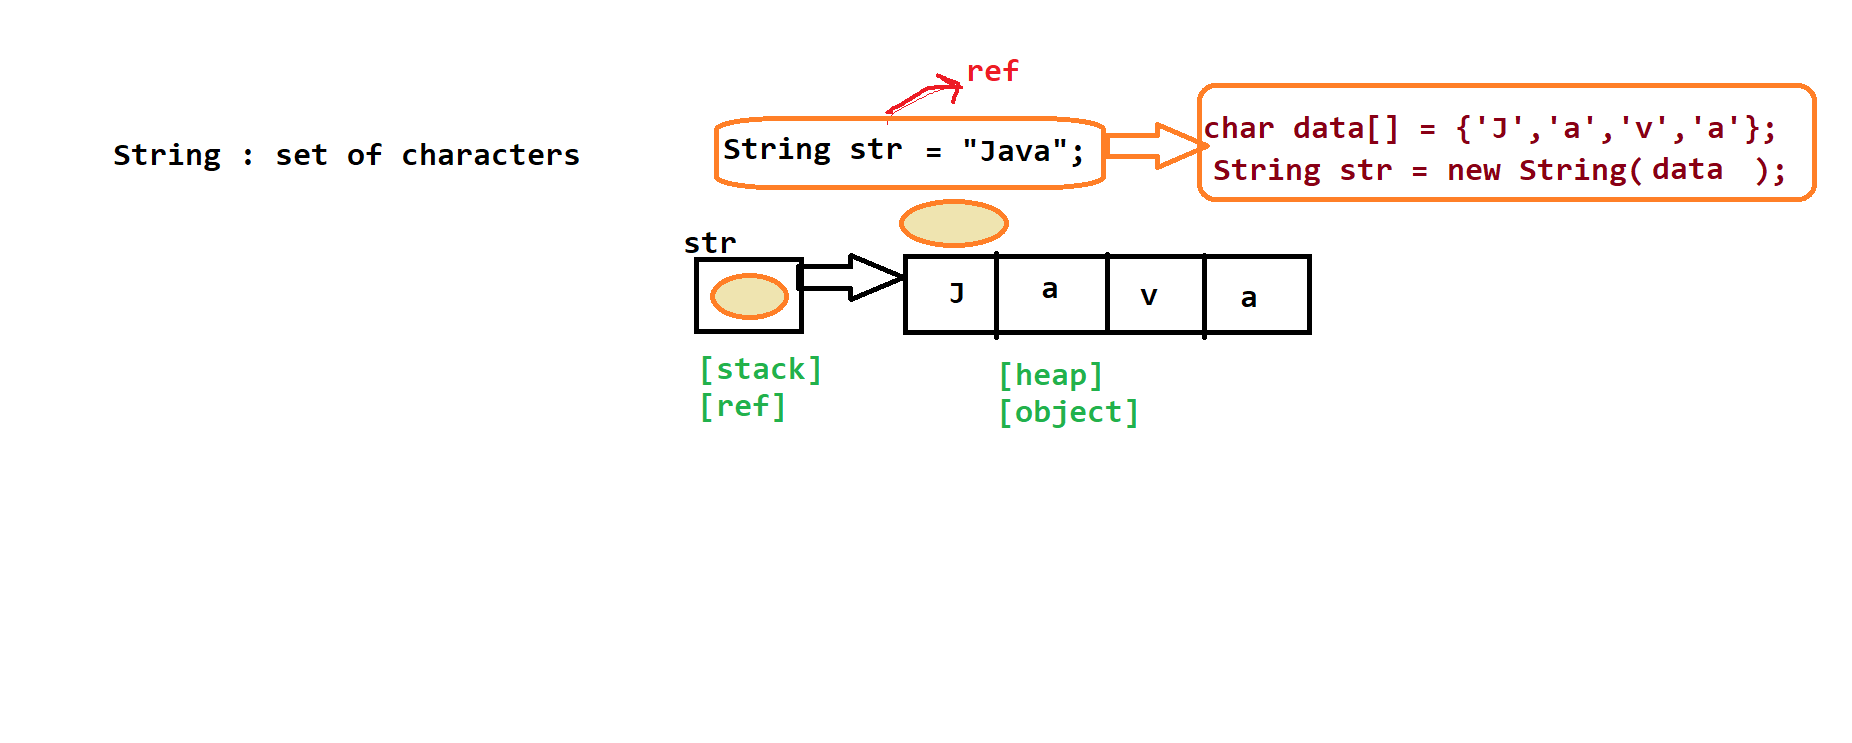 ref
String : set of characters
String str = "Java";
char data[] = {'J','a','v','a'};
String str = new String(data );
str
J a v a
[stack]
[ref]
[heap]
[object]